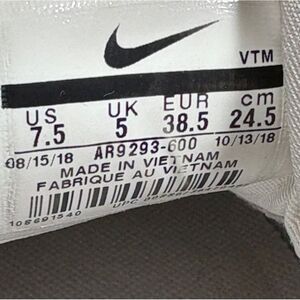 VTM
US UK EUR cm
7.5 5 38.5 24.5
08/15/18 AR9293-600 10/13/18
MADE IN VIETNAM
FABRIQUE AU VIETNAM
UPC